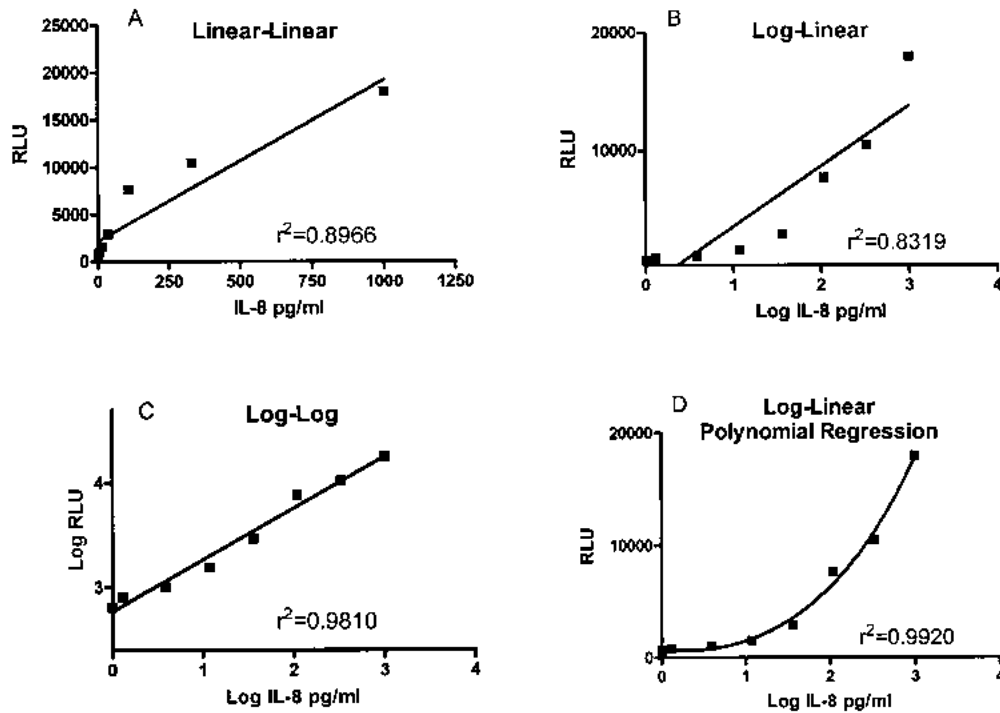 A
Linear-Linear
25000
20000
15000
10000
5000
0
RLU
0
250
500
750
1000
1250
IL-8 pg/ml
r²=0.8966
B
Log-Linear
20000
10000
RLU
0
1
2
3
4
Log IL-8 pg/ml
r²=0.8319
C
Log-Log
4
3
Log RLU
0
1
2
3
4
Log IL-8 pg/ml
r²=0.9810
D
Log-Linear
Polynomial Regression
20000
10000
0
RLU
0
1
2
3
4
Log IL-8 pg/ml
r²=0.9920